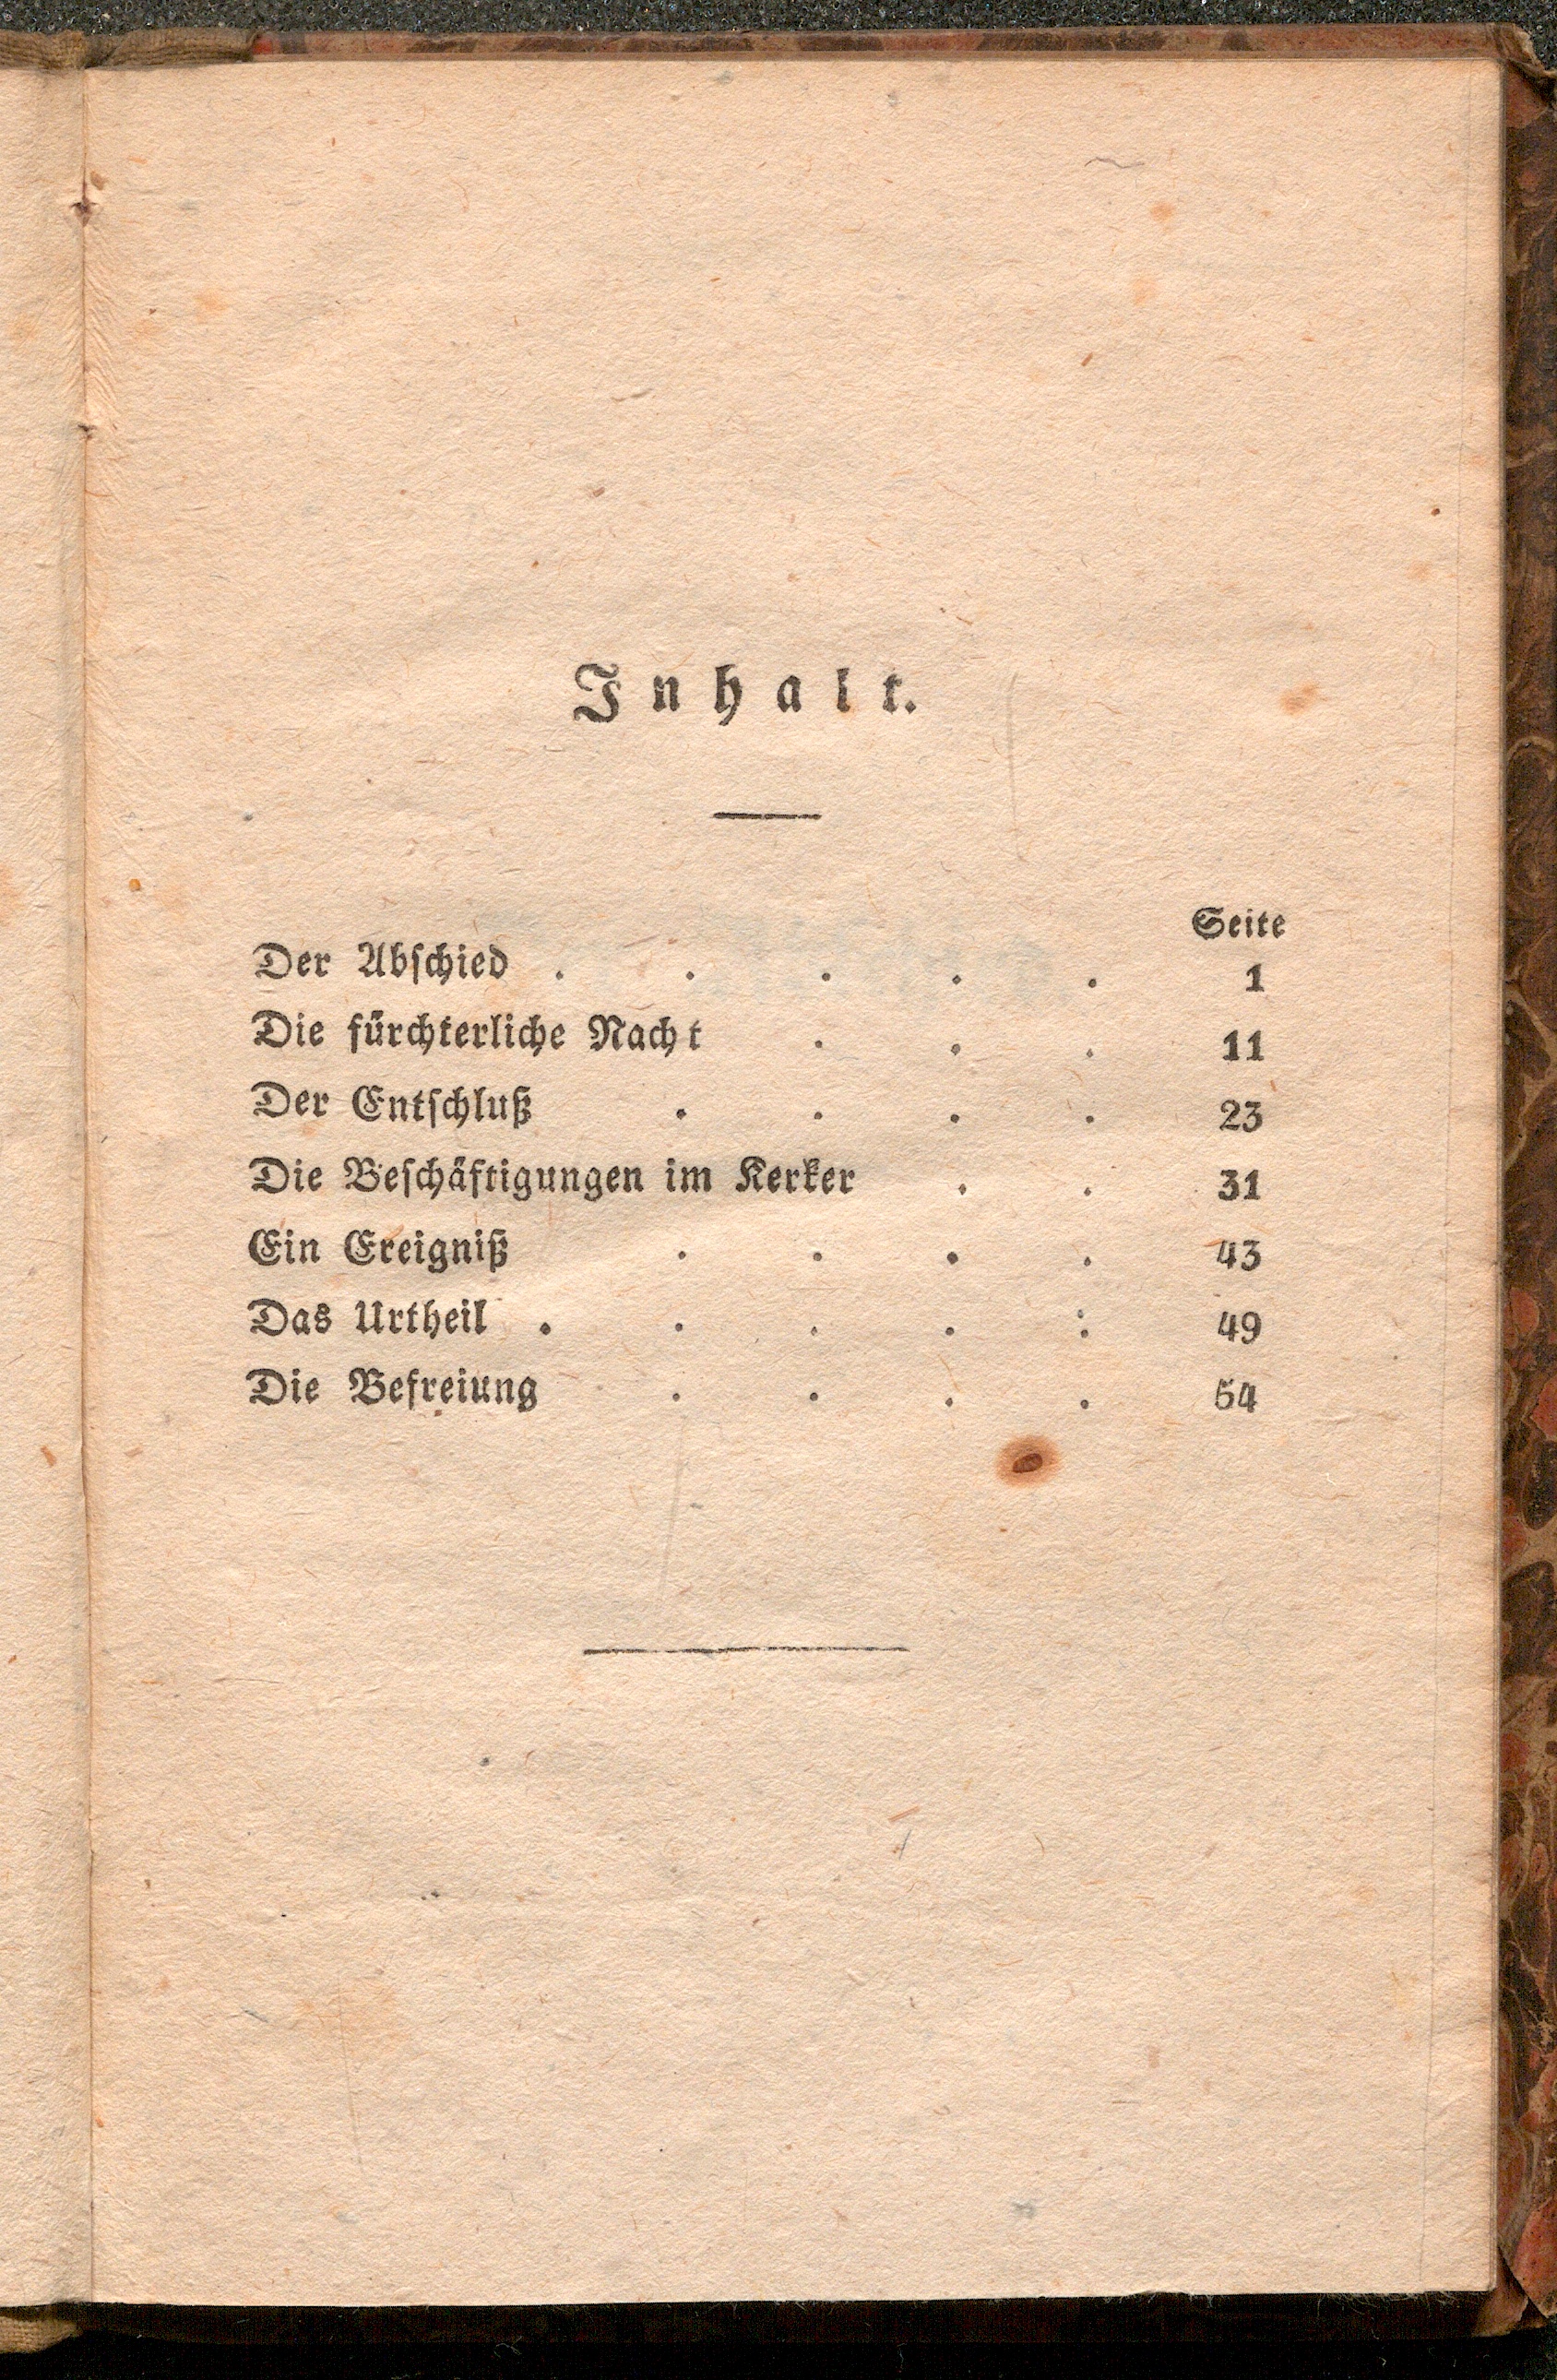 Inhalt.
Seite
Der Abschied . . . . . 1
Die fürchterliche Nacht . . . 11
Der Entschluß . . . . 23
Die Beschäftigungen im Kerker . . 31
Ein Ereigniß . . . . 43
Das Urtheil . . . . : 49
Die Befreiung . . . . 54